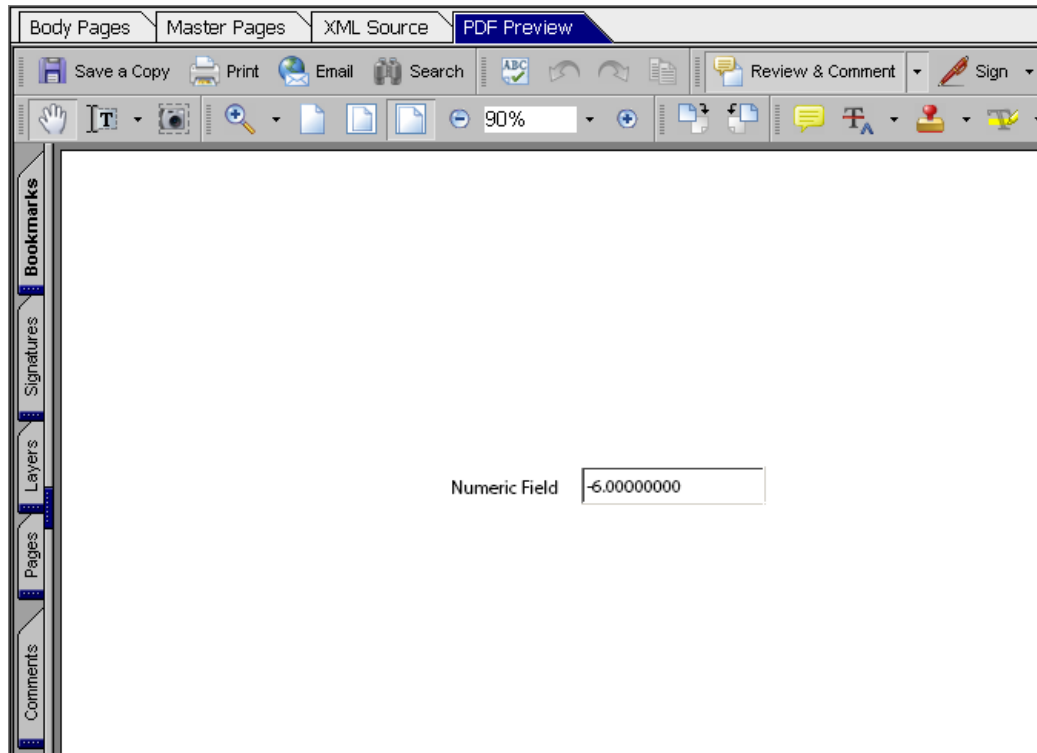 Body Pages Master Pages XML Source PDF Preview
Save a Copy Print Email Search ABC Review & Comment Sign
T 90% T T
Bookmarks
Signatures
Layers
Pages
Comments
Numeric Field -6.00000000